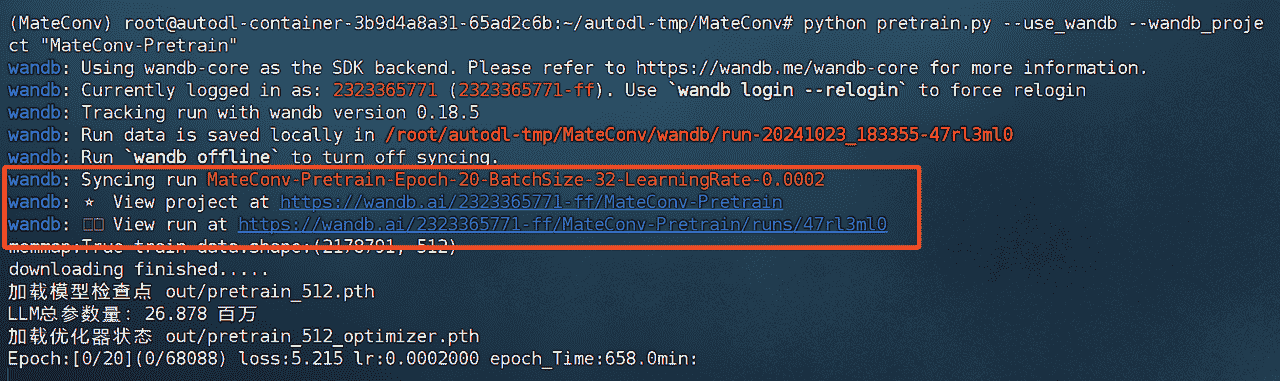 (MateConv) root@autodl-container-3b9d4a8a31-65ad2c6b:~/autodl-tmp/MateConv# python pretrain.py --use_wandb --wandb_proje
ct "MateConv-Pretrain"
wandb: Using wandb-core as the SDK backend. Please refer to https://wandb.me/wandb-core for more information.
wandb: Currently logged in as: 2323365771 (2323365771-ff). Use `wandb login --relogin` to force relogin
wandb: Tracking run with wandb version 0.18.5
wandb: Run data is saved locally in /root/autodl-tmp/MateConv/wandb/run-20241023_183355-47rl3ml0
wandb: Run `wandb offline` to turn off syncing.
wandb: Syncing run MateConv-Pretrain-Epoch-20-BatchSize-32-LearningRate-0.0002
wandb: ⭐ View project at https://wandb.ai/2323365771-ff/MateConv-Pretrain
wandb: View run at https://wandb.ai/2323365771-ff/MateConv-Pretrain/runs/47rl3ml0
memmap:True train data.shape:(2178791, 512)
downloading finished.....
加载模型检查点 out/pretrain_512.pth
LLM总参数量: 26.878 百万
加载优化器状态 out/pretrain_512_optimizer.pth
Epoch:[0/20](0/68088) loss:5.215 lr:0.0002000 epoch_Time:658.0min: